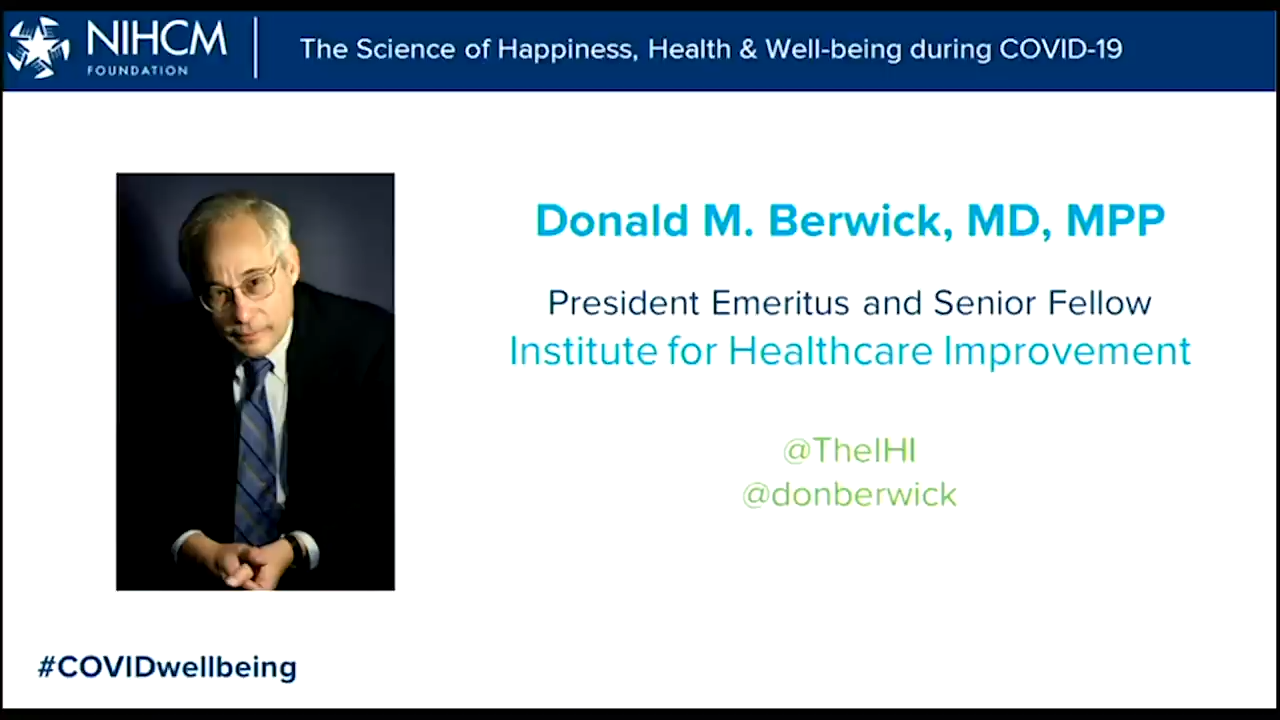 NIHCM
FOUNDATION
The Science of Happiness, Health & Well-being during COVID-19
Donald M. Berwick, MD, MPP
President Emeritus and Senior Fellow
Institute for Healthcare Improvement
@TheIHI
@donberwick
#COVIDwellbeing